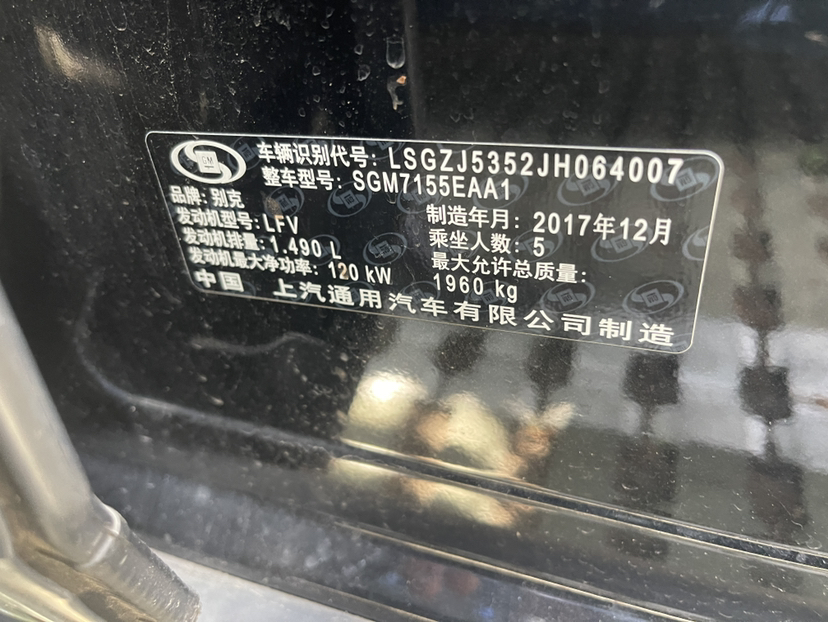 GM
车辆识别代号: LSGZJ5352JH064007
整车型号: SGM7155EAA1
品牌: 别克
制造年月: 2017年12月
发动机型号: LFV
乘坐人数: 5
发动机排量: 1.490 L
最大允许总质量:
发动机最大净功率: 120 kW
1960 kg
中国 上汽通用汽车有限公司制造